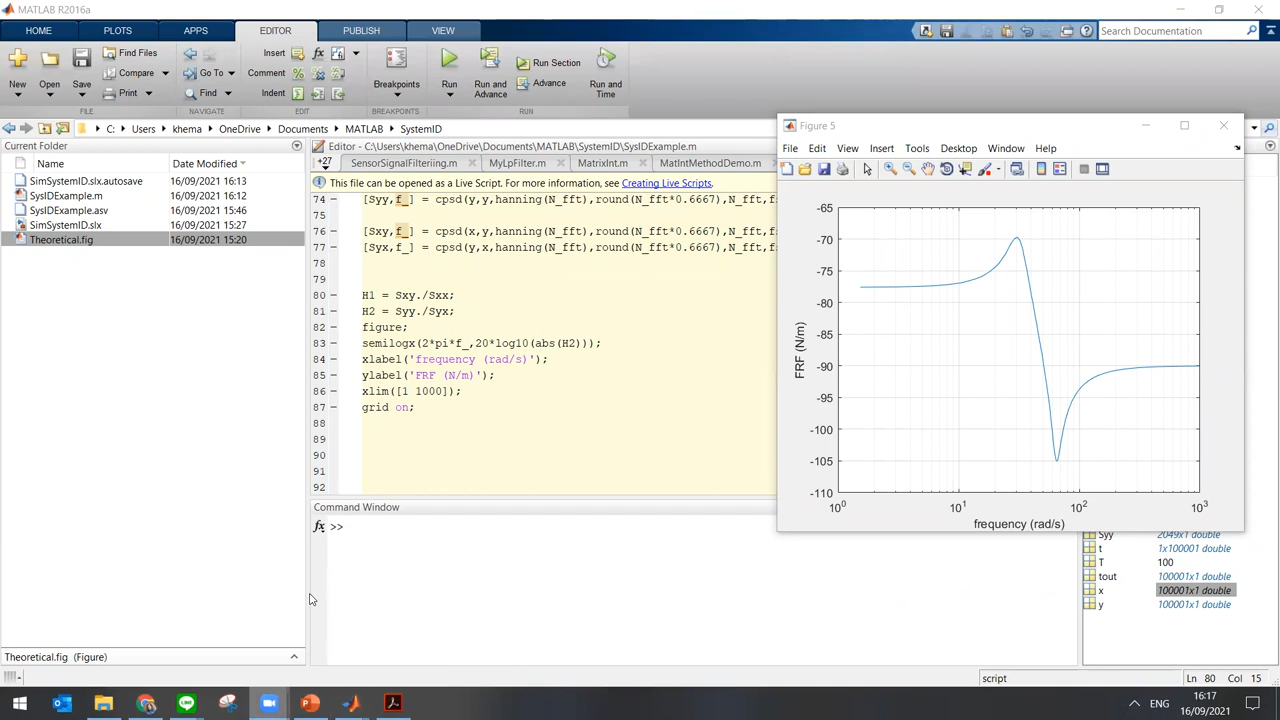 MATLAB R2016a
HOME PLOTS APPS EDITOR PUBLISH VIEW
Search Documentation
New Open Save Find Files Compare Print
Go To Find
Insert fx Comment Indent
Breakpoints
Run Run and Advance Run Section Advance Run and Time
FILE NAVIGATE EDIT BREAKPOINTS RUN
C: Users khema OneDrive Documents MATLAB SystemID
Current Folder
Name Date Modified
SimSystemID.slx.autosave 16/09/2021 16:13
SysIDExample.m 16/09/2021 16:12
SysIDExample.asv 16/09/2021 15:46
SimSystemID.slx 16/09/2021 15:27
Theoretical.fig 16/09/2021 15:20
Theoretical.fig (Figure)
Editor - C:\Users\khema\OneDrive\Documents\MATLAB\SystemID\SysIDExample.m
+27 SensorSignalFiltering.m MyLpFilter.m MatrixInt.m MatIntMethodDemo.m
This file can be opened as a Live Script. For more information, see Creating Live Scripts.
74 [Syy,f_] = cpsd(y,y,hanning(N_fft),round(N_fft*0.6667),N_fft,f
75
76 [Sxy,f_] = cpsd(x,y,hanning(N_fft),round(N_fft*0.6667),N_fft,f
77 [Syx,f_] = cpsd(y,x,hanning(N_fft),round(N_fft*0.6667),N_fft,f
78
79
80 H1 = Sxy./Sxx;
81 H2 = Syy./Syx;
82 figure;
83 semilogx(2*pi*f_,20*log10(abs(H2)));
84 xlabel('frequency (rad/s)');
85 ylabel('FRF (N/m)');
86 xlim([1 1000]);
87 grid on;
88
89
90
91
92
Command Window
fx >>
Figure 5
File Edit View Insert Tools Desktop Window Help
-65
-70
-75
-80
-85
-90
-95
-100
-105
-110
FRF (N/m)
10^0 10^1 10^2 10^3
frequency (rad/s)
Syy 2049x1 double
t 1x100001 double
T 100
tout 100001x1 double
x 100001x1 double
y 100001x1 double
script Ln 80 Col 15
ENG
16:17
16/09/2021